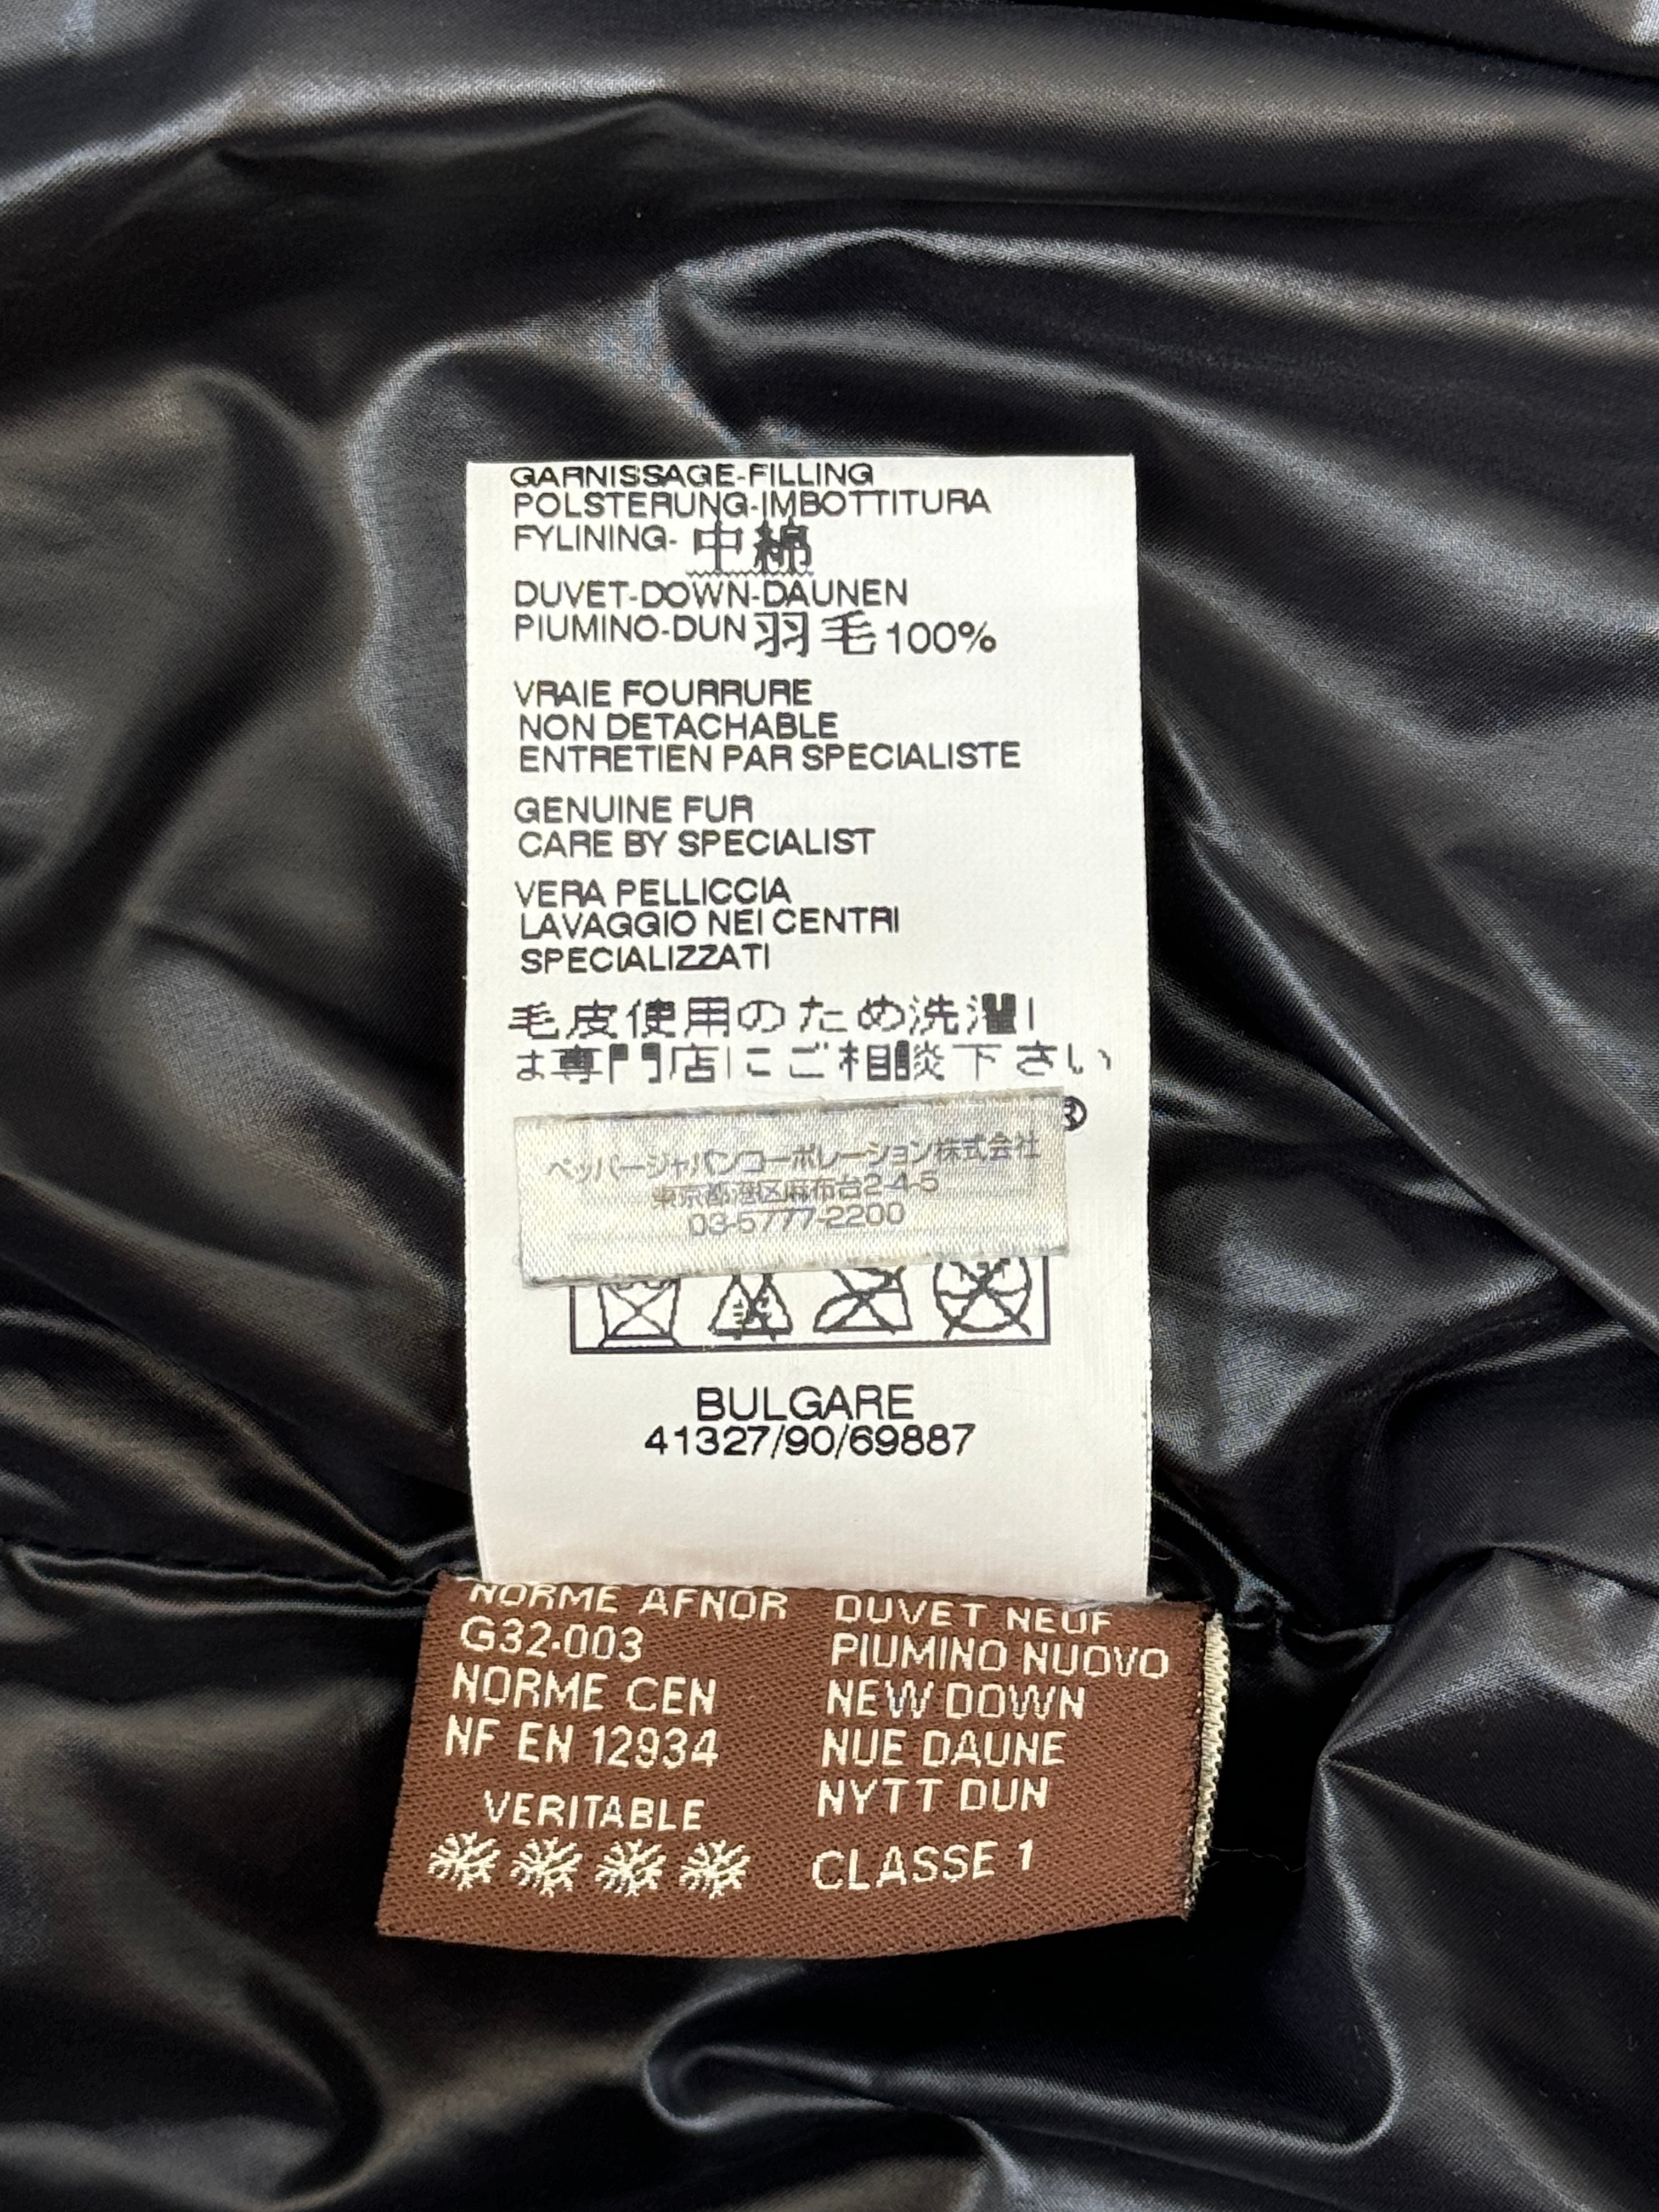 GARNISSAGE-FILLING
POLSTERUNG-IMBOTTITURA
FYLINING- 中綿
DUVET-DOWN-DAUNEN
PIUMINO-DUN 羽毛 100%
VRAIE FOURRURE
NON DETACHABLE
ENTRETIEN PAR SPECIALISTE
GENUINE FUR
CARE BY SPECIALIST
VERA PELLICCIA
LAVAGGIO NEI CENTRI
SPECIALIZZATI
毛皮使用のため洗濯
は専門店にご相談下さい
®
ペッパージャパンコーポレーション株式会社
東京都港区麻布台2-4-5
03-5777-2200
BULGARE
41327/90/69887
NORME AFNOR
G32-003
NORME CEN
NF EN 12934
VERITABLE
DUVET NEUF
PIUMINO NUOVO
NEW DOWN
NUE DAUNE
NYTT DUN
CLASSE 1